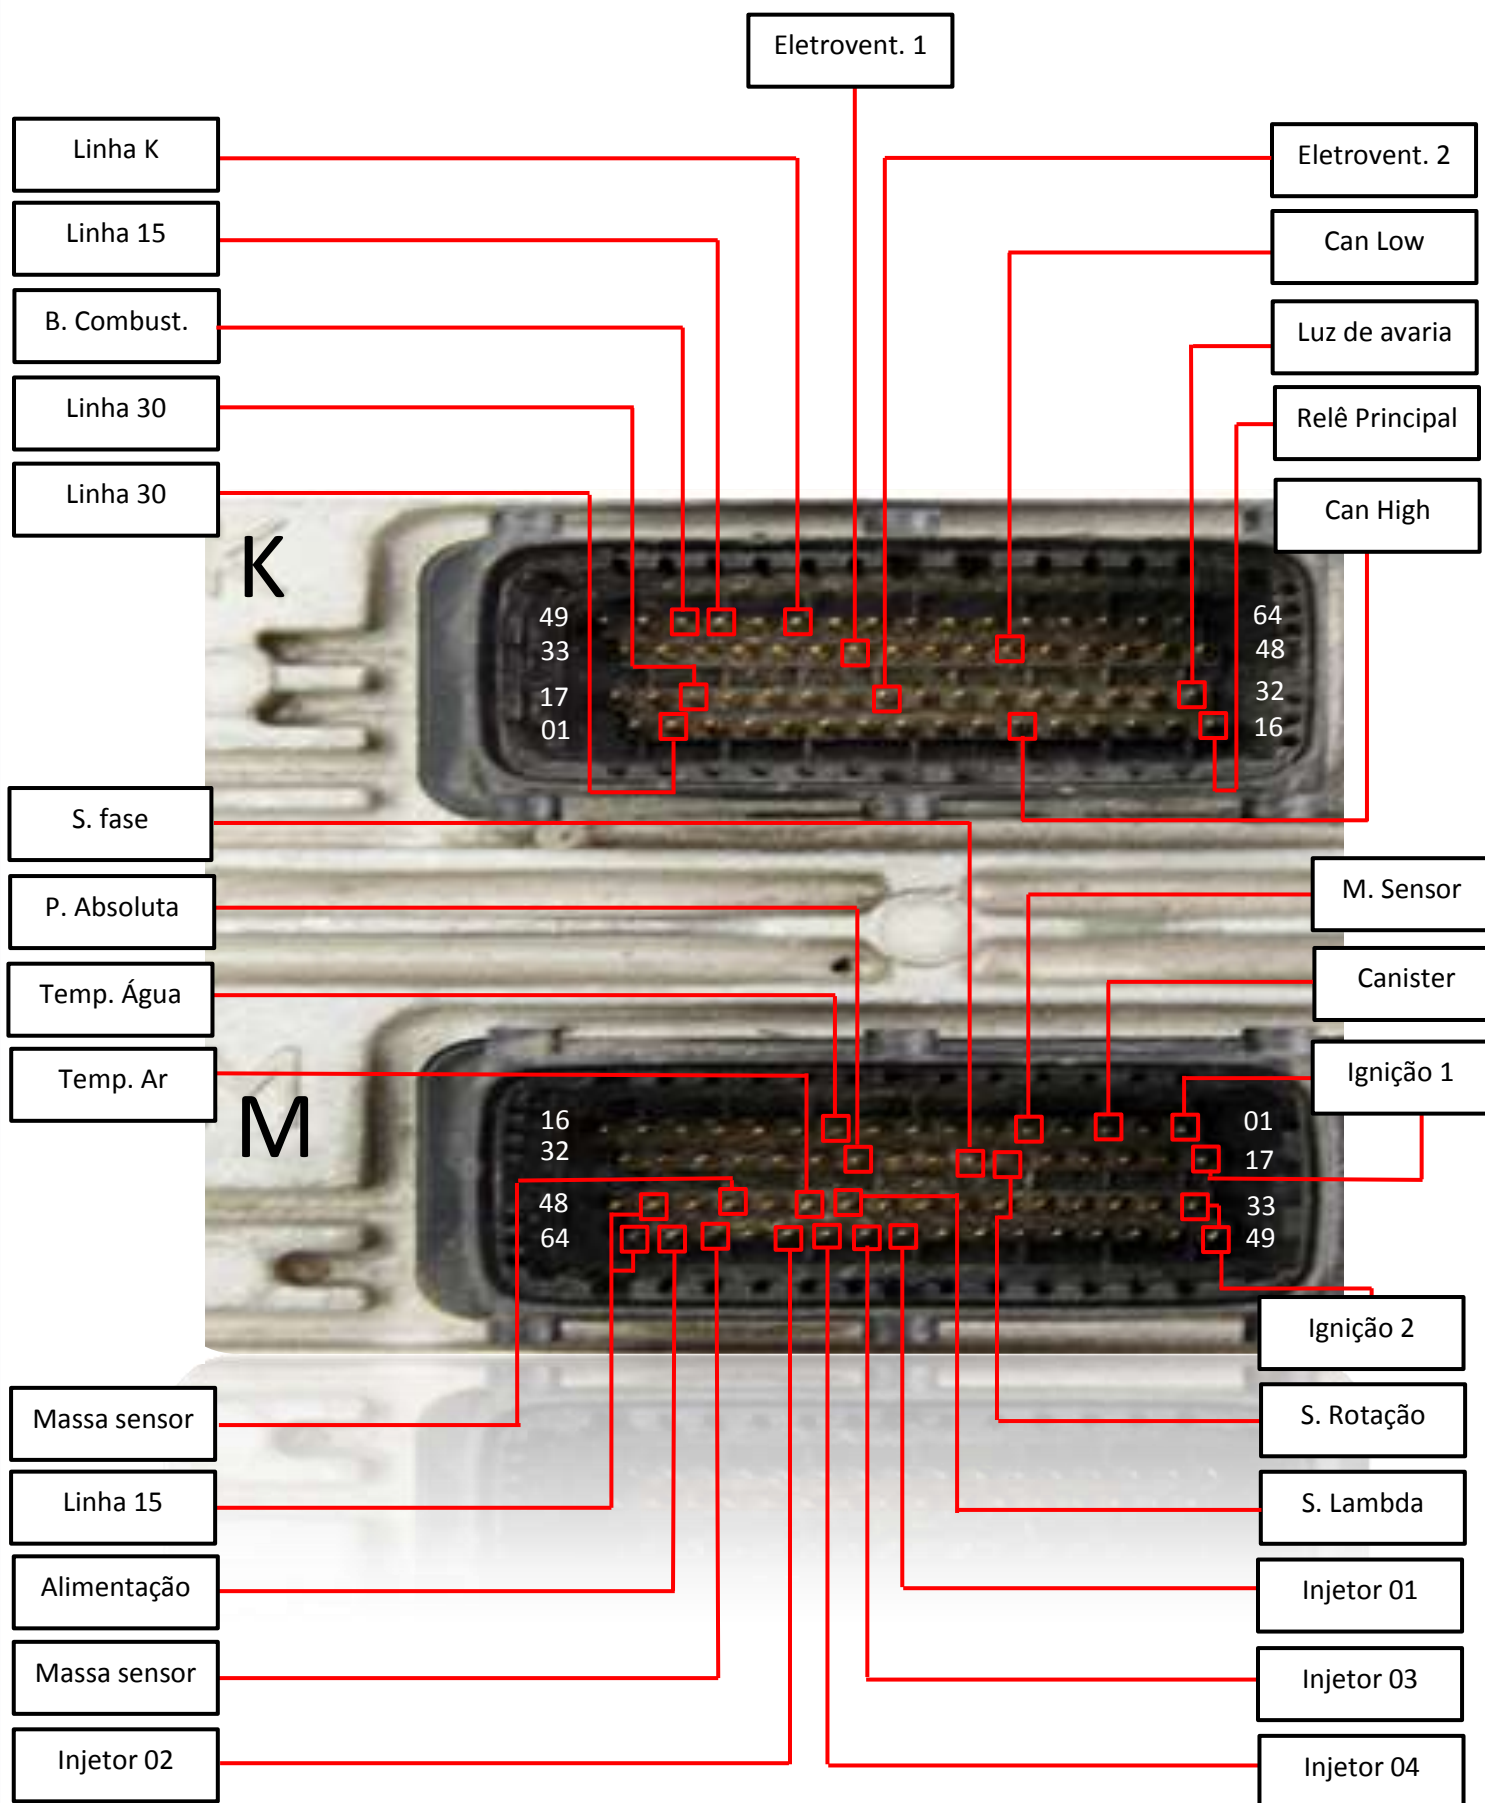 Eletrovent. 1
Linha K
Eletrovent. 2
Linha 15
Can Low
B. Combust.
Luz de avaria
Linha 30
Relê Principal
Linha 30
Can High
K
49
64
33
48
17
32
01
16
S. fase
P. Absoluta
M. Sensor
Temp. Água
Canister
Temp. Ar
Ignição 1
M
16
01
32
17
48
33
64
49
Ignição 2
Massa sensor
S. Rotação
Linha 15
S. Lambda
Alimentação
Injetor 01
Massa sensor
Injetor 03
Injetor 02
Injetor 04